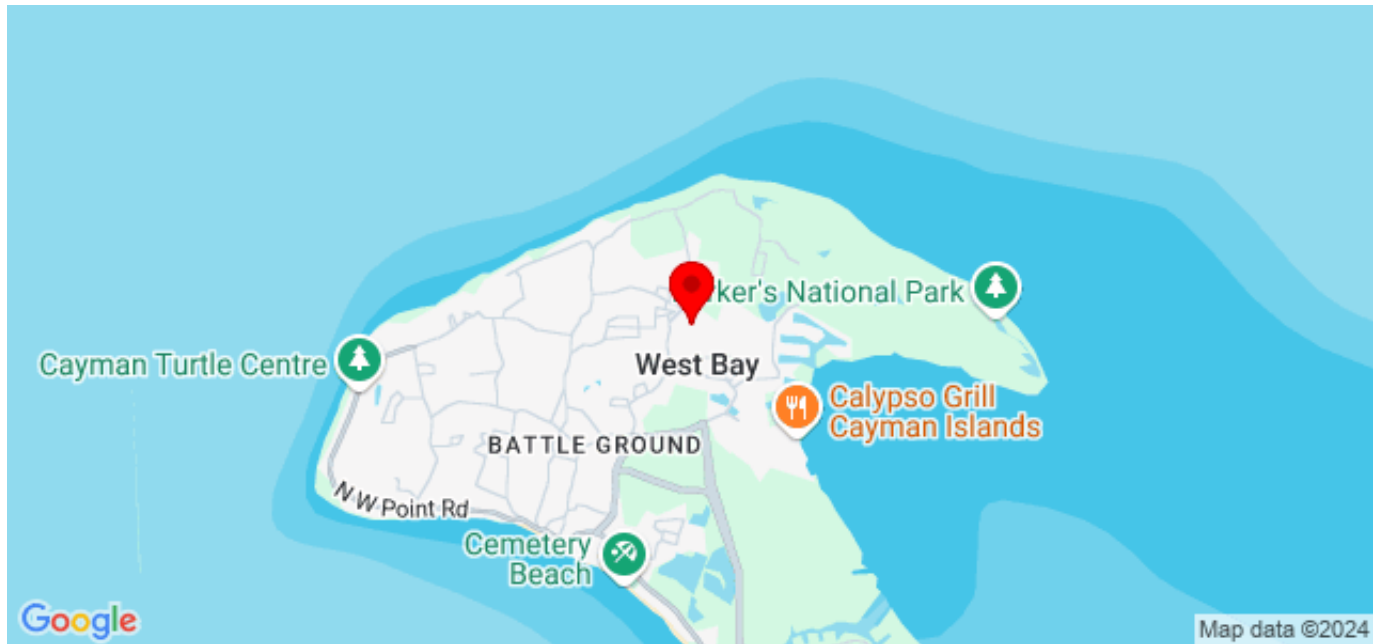 ker's National Park
Cayman Turtle Centre
West Bay
Calypso Grill
Cayman Islands
BATTLE GROUND
N W Point Rd
Cemetery
Beach
Google
Map data ©2024